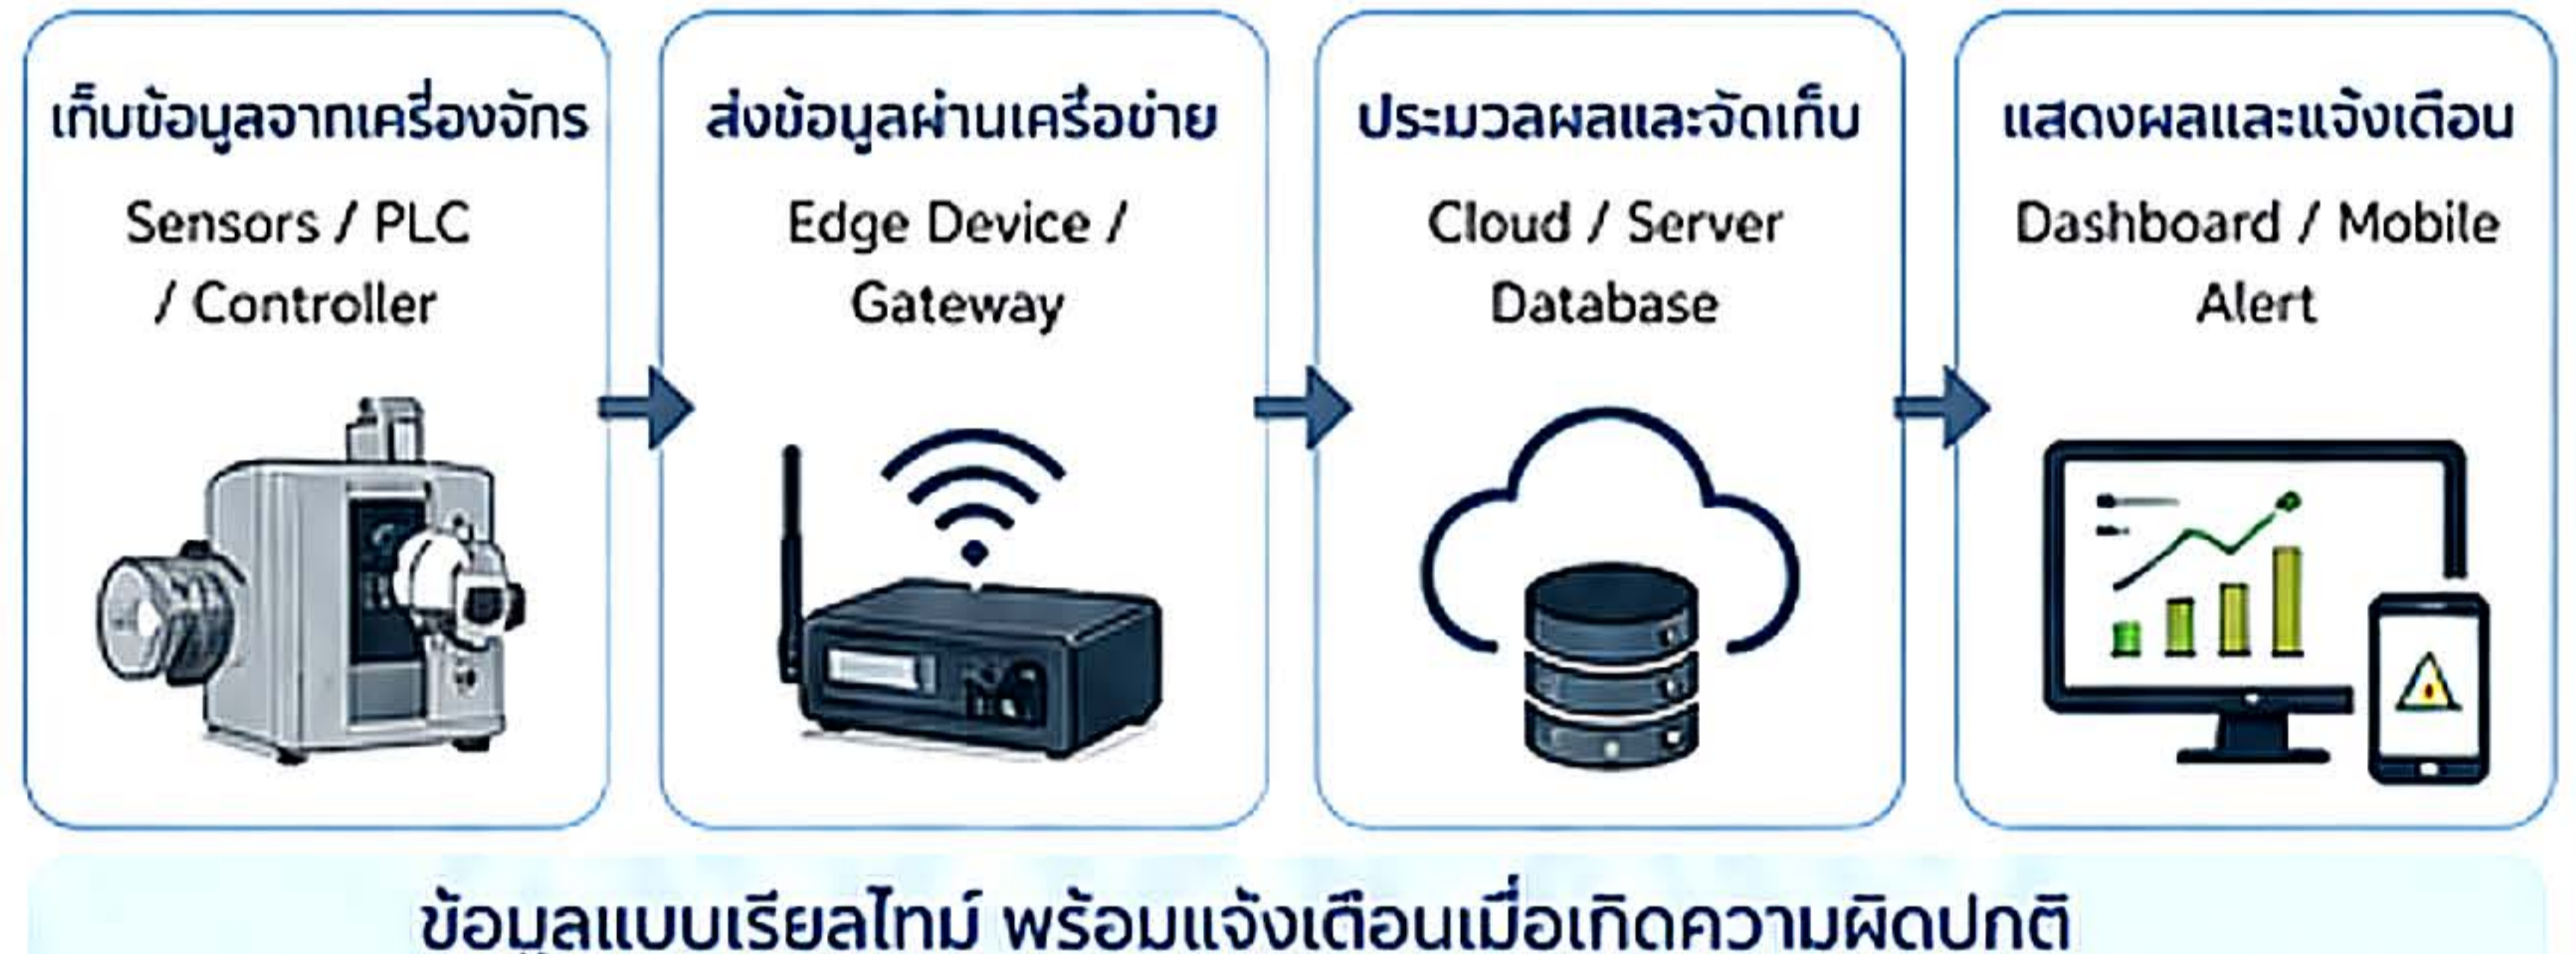 เก็บข้อมูลจากเครื่องจักร
Sensors / PLC
/ Controller
ส่งข้อมูลผ่านเครือข่าย
Edge Device /
Gateway
ประมวลผลและจัดเก็บ
Cloud / Server
Database
แสดงผลและแจ้งเตือน
Dashboard / Mobile
Alert
ข้อมูลแบบเรียลไทม์ พร้อมแจ้งเตือนเมื่อเกิดความผิดปกติ